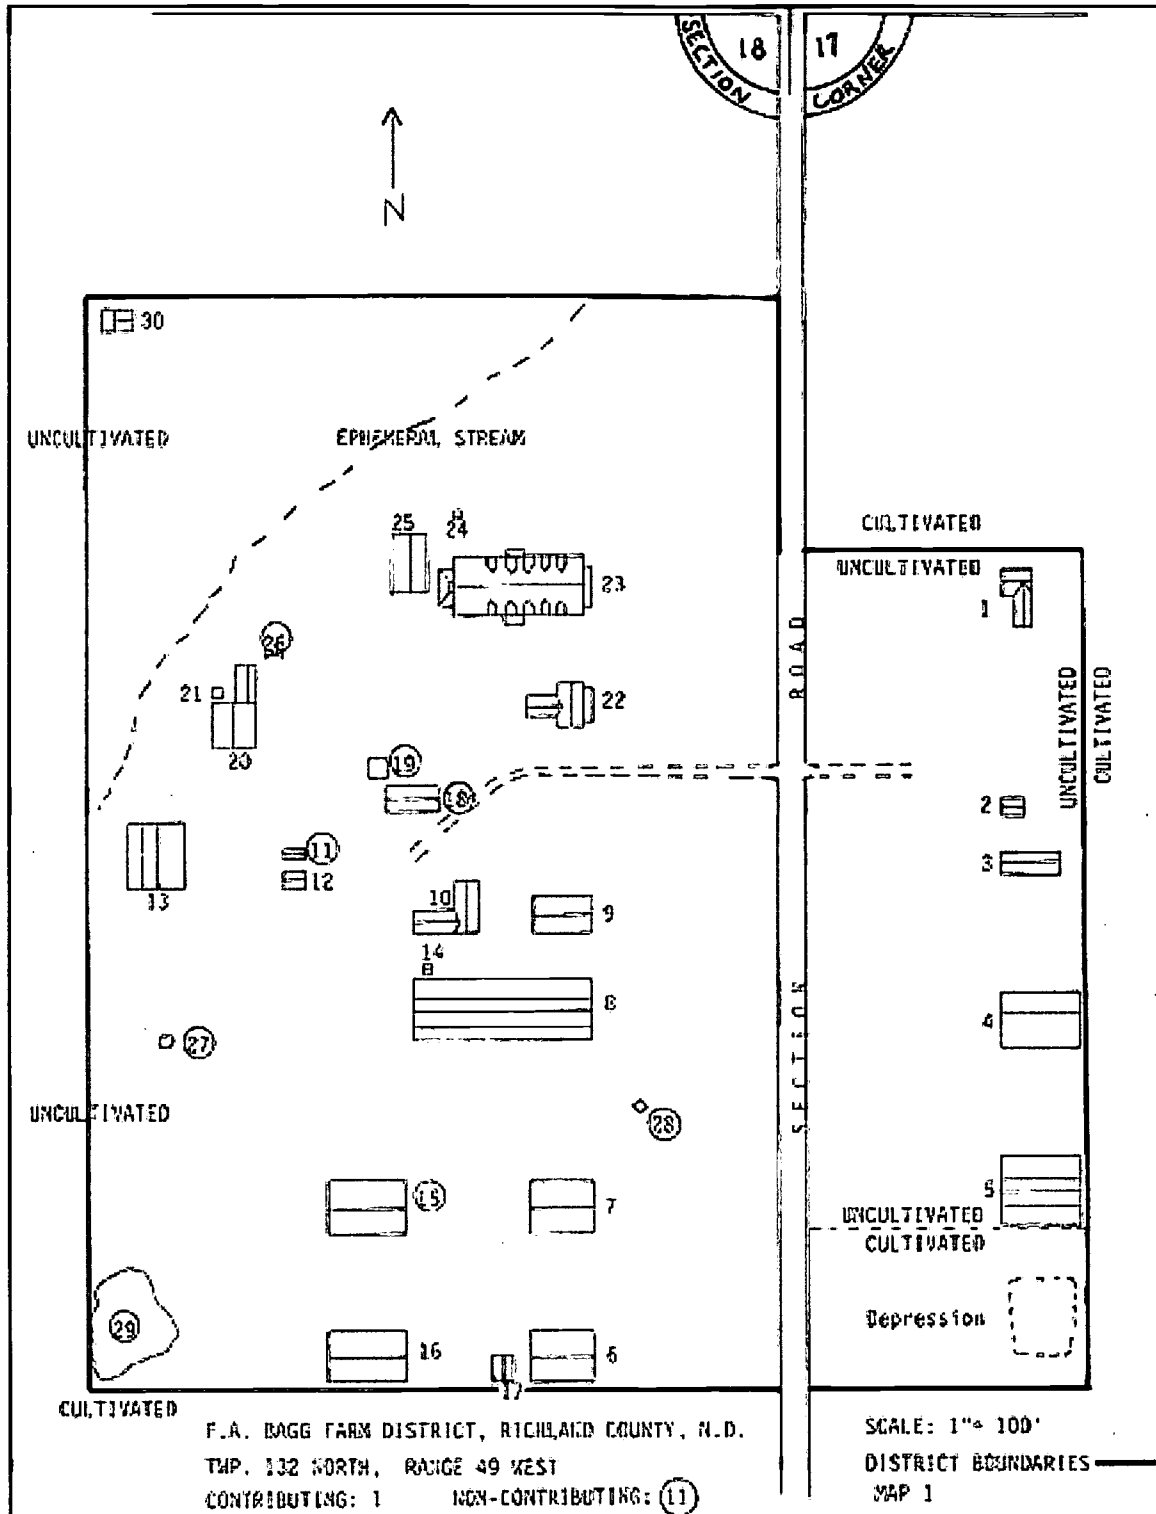 18 17
SECTION CORNER
N
30
UNCULTIVATED
EPHEMERAL STREAM
CULTIVATED
25
24
UNCULTIVATED
23
1
ROAD
26
21
22
UNCULTIVATED
CULTIVATED
20
19
18
2
11
3
12
13
10
9
14
8
4
SECTION
27
UNCULTIVATED
28
5
15
7
UNCULTIVATED
CULTIVATED
Depression
29
16
6
17
CULTIVATED
F.A. BAGG FARM DISTRICT, RICHLAND COUNTY, N.D.
SCALE: 1"= 100'
TWP. 132 NORTH, RANGE 49 WEST
DISTRICT BOUNDARIES
CONTRIBUTING: 1 NON-CONTRIBUTING: 11
MAP 1